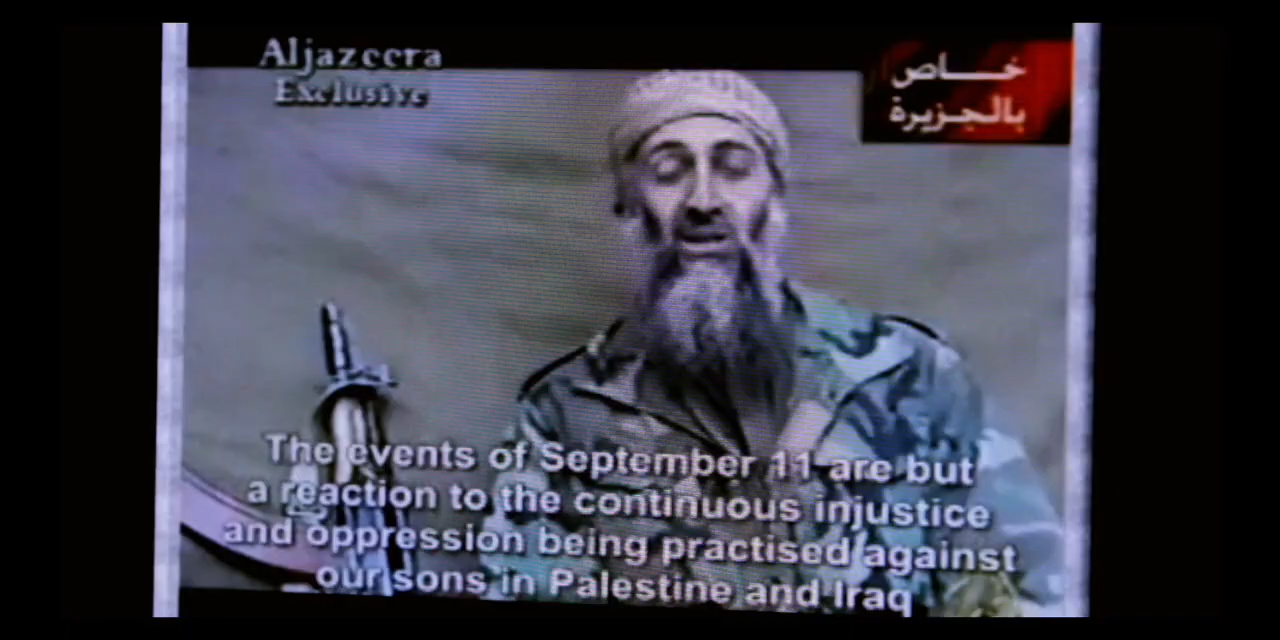 Aljazeera
Exclusive
خاص
بالجزيرة
The events of September 11 are but
a reaction to the continuous injustice
and oppression being practised against
our sons in Palestine and Iraq